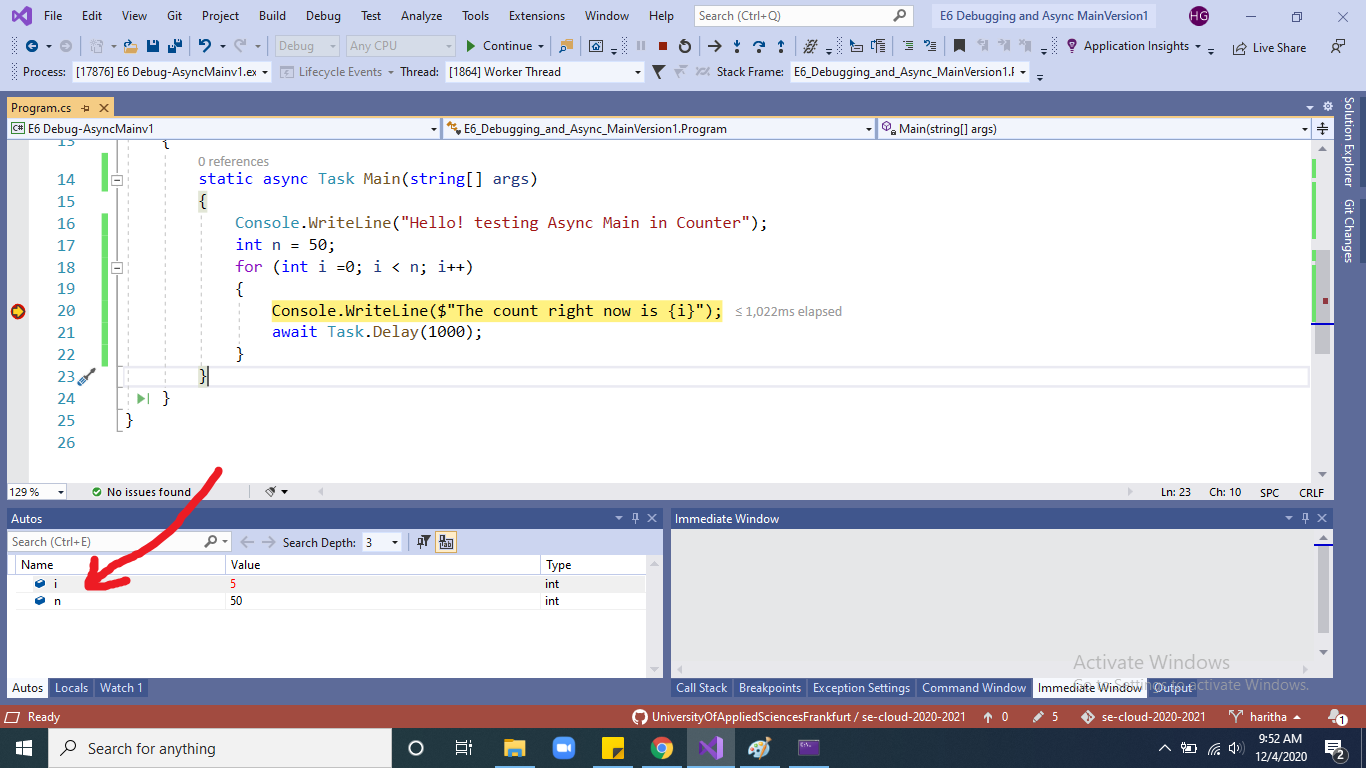 File Edit View Git Project Build Debug Test Analyze Tools Extensions Window Help Search (Ctrl+Q) E6 Debugging and Async MainVersion1 HG
Debug Any CPU Continue Application Insights Live Share
Process: [17876] E6 Debug-AsyncMainv1.ex Lifecycle Events Thread: [1864] Worker Thread Stack Frame: E6_Debugging_and_Async_MainVersion1.F
Program.cs
C# E6 Debug-AsyncMainv1 E6_Debugging_and_Async_MainVersion1.Program Main(string[] args)
Solution Explorer
Git Changes
13 {
0 references
14 static async Task Main(string[] args)
15 {
16 Console.WriteLine("Hello! testing Async Main in Counter");
17 int n = 50;
18 for (int i =0; i < n; i++)
19 {
20 Console.WriteLine($"The count right now is {i}"); ≤ 1,022ms elapsed
21 await Task.Delay(1000);
22 }
23 }
24 }
25 }
26
129 % No issues found Ln: 23 Ch: 10 SPC CRLF
Autos
Search (Ctrl+E) Search Depth: 3
Name Value Type
i 5 int
n 50 int
Autos Locals Watch 1
Immediate Window
Activate Windows
Go to Settings to activate Windows.
Call Stack Breakpoints Exception Settings Command Window Immediate Window Output
Ready UniversityOfAppliedSciencesFrankfurt / se-cloud-2020-2021 0 5 se-cloud-2020-2021 haritha 1
Search for anything 9:52 AM
12/4/2020 2